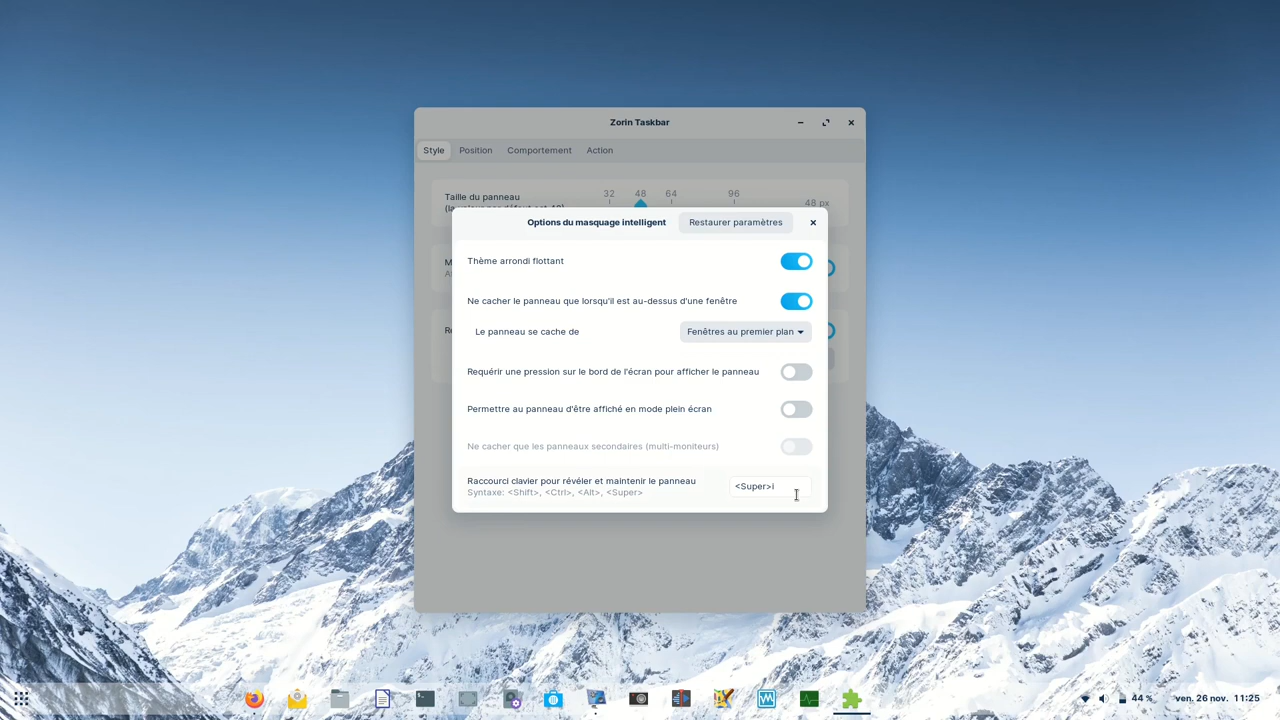 Zorin Taskbar
Style Position Comportement Action
Taille du panneau
32 48 64 96
48 px
Options du masquage intelligent Restaurer paramètres
Thème arrondi flottant
Ne cacher le panneau que lorsqu'il est au-dessus d'une fenêtre
Le panneau se cache de Fenêtres au premier plan
Requérir une pression sur le bord de l'écran pour afficher le panneau
Permettre au panneau d'être affiché en mode plein écran
Ne cacher que les panneaux secondaires (multi-moniteurs)
Raccourci clavier pour révéler et maintenir le panneau
Syntaxe: <Shift>, <Ctrl>, <Alt>, <Super>
<Super>i
44 % ven. 26 nov. 11:25